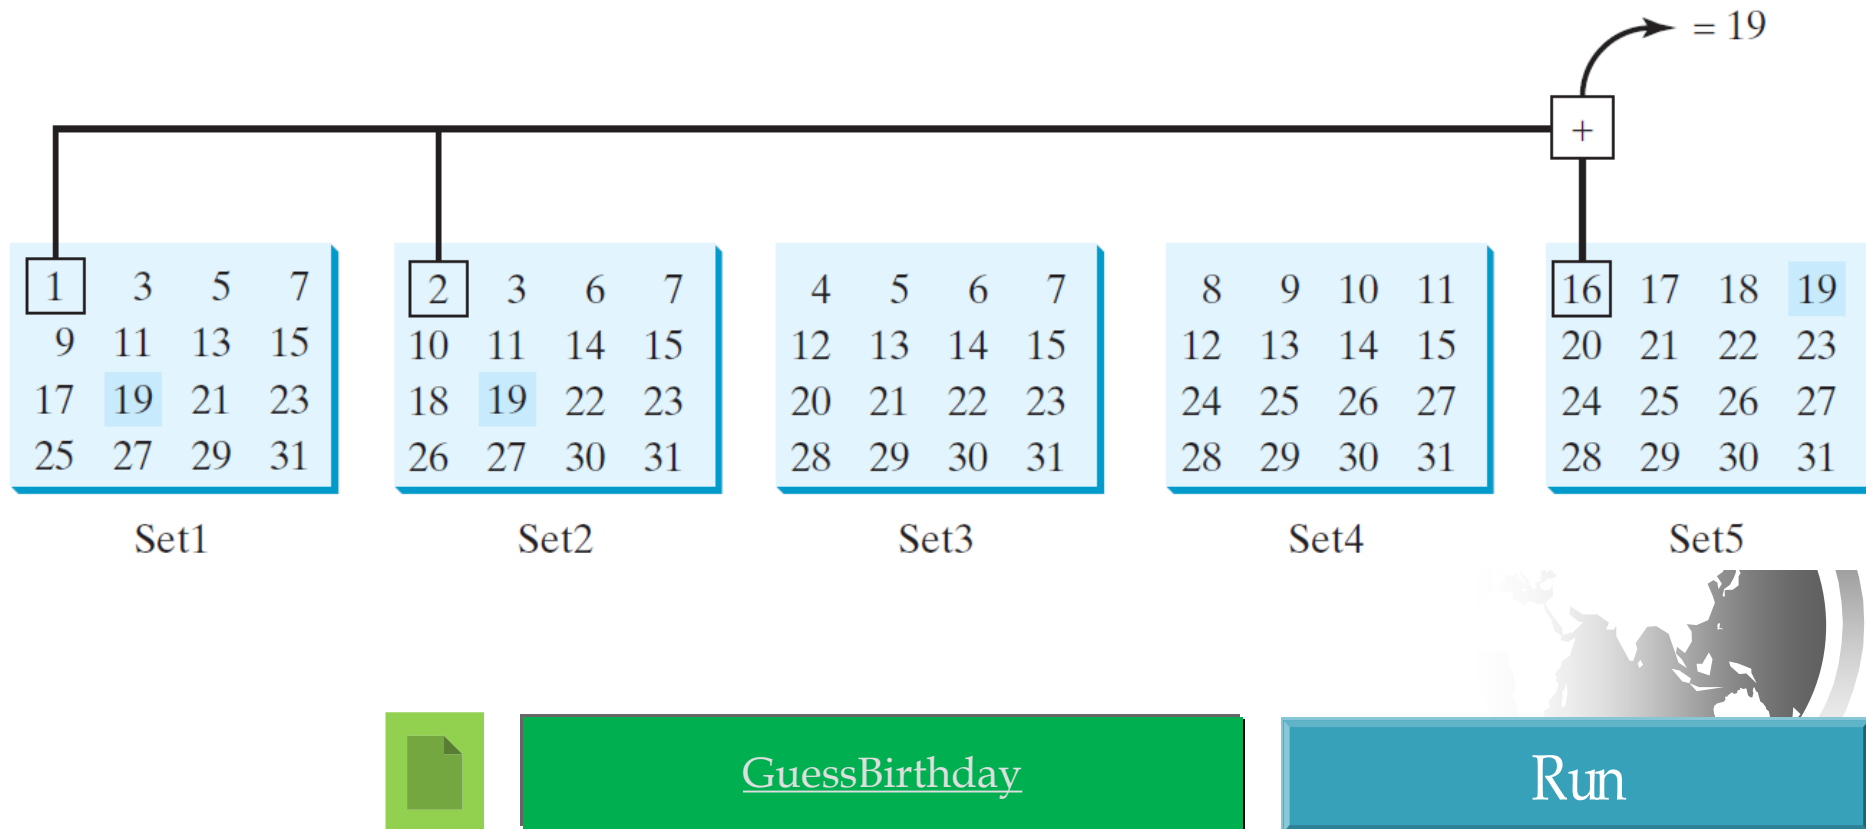 = 19
+
1 3 5 7
9 11 13 15
17 19 21 23
25 27 29 31
Set1
2 3 6 7
10 11 14 15
18 19 22 23
26 27 30 31
Set2
4 5 6 7
12 13 14 15
20 21 22 23
28 29 30 31
Set3
8 9 10 11
12 13 14 15
24 25 26 27
28 29 30 31
Set4
16 17 18 19
20 21 22 23
24 25 26 27
28 29 30 31
Set5
GuessBirthday
Run